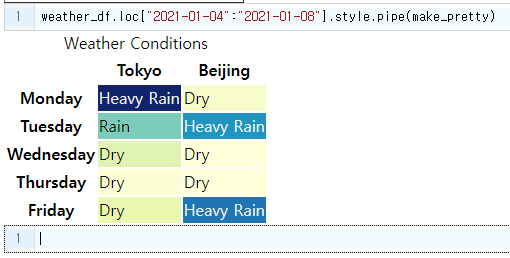 1 weather_df.loc["2021-01-04":"2021-01-08"].style.pipe(make_pretty)
Weather Conditions
Tokyo Beijing
Monday Heavy Rain Dry
Tuesday Rain Heavy Rain
Wednesday Dry Dry
Thursday Dry Dry
Friday Dry Heavy Rain
1